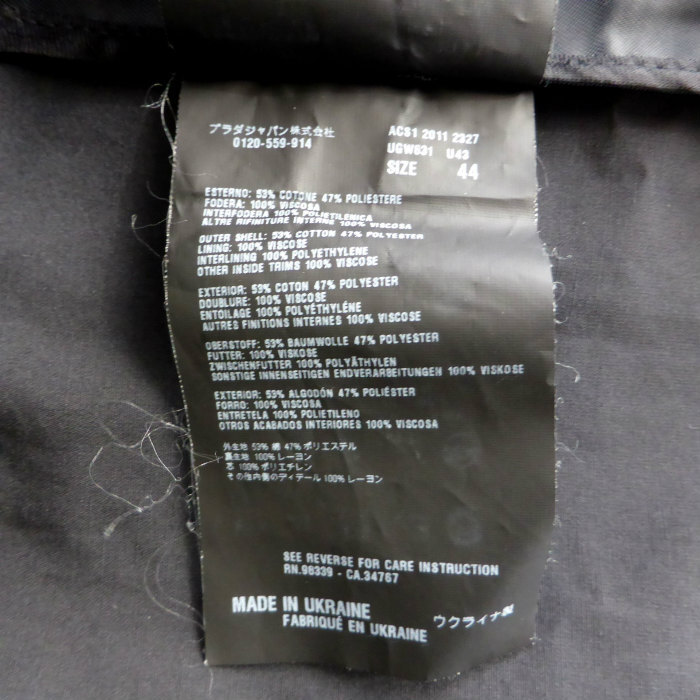 プラダジャパン株式会社
0120-559-914
ACS1 2011 2327
UGW831 U43
SIZE 44
ESTERNO: 53% COTONE 47% POLIESTERE
FODERA: 100% VISCOSA
INTERFODERA 100% POLIETILENICA
ALTRE RIFINITURE INTERNE 100% VISCOSA
OUTER SHELL: 53% COTTON 47% POLYESTER
LINING: 100% VISCOSE
INTERLINING 100% POLYETHYLENE
OTHER INSIDE TRIMS 100% VISCOSE
EXTERIOR: 53% COTON 47% POLYESTER
DOUBLURE: 100% VISCOSE
ENTOILAGE 100% POLYÉTHYLÉNE
AUTRES FINITIONS INTERNES 100% VISCOSE
OBERSTOFF: 53% BAUMWOLLE 47% POLYESTER
FUTTER: 100% VISKOSE
ZWISCHENFUTTER 100% POLYÄTHYLEN
SONSTIGE INNENSEITIGEN ENDVERARBEITUNGEN 100% VISKOSE
EXTERIOR: 53% ALGODÓN 47% POLIÉSTER
FORRO: 100% VISCOSA
ENTRETELA 100% POLIETILENO
OTROS ACABADOS INTERIORES 100% VISCOSA
外生地 53% 綿 47% ポリエステル
裏生地 100% レーヨン
芯 100% ポリエチレン
その他内側のディテール 100% レーヨン
SEE REVERSE FOR CARE INSTRUCTION
RN.96339 - CA.34767
MADE IN UKRAINE
FABRIQUÉ EN UKRAINE
ウクライナ製